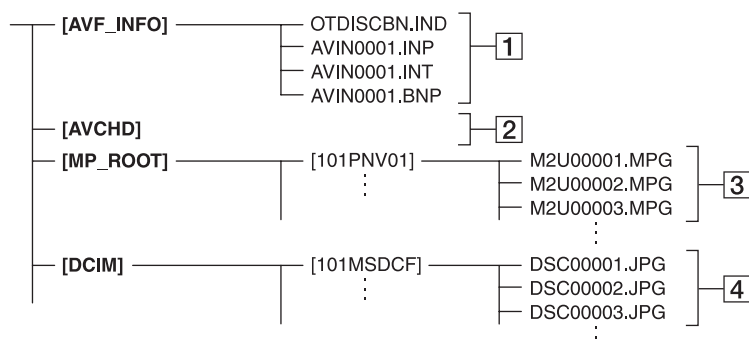 [AVF_INFO] OTDISCBN.IND
AVIN0001.INP
1
AVIN0001.INT
AVIN0001.BNP
[AVCHD] 2
[MP_ROOT] [101PNV01] M2U00001.MPG
M2U00002.MPG 3
M2U00003.MPG
[DCIM] [101MSDCF] DSC00001.JPG
DSC00002.JPG 4
DSC00003.JPG